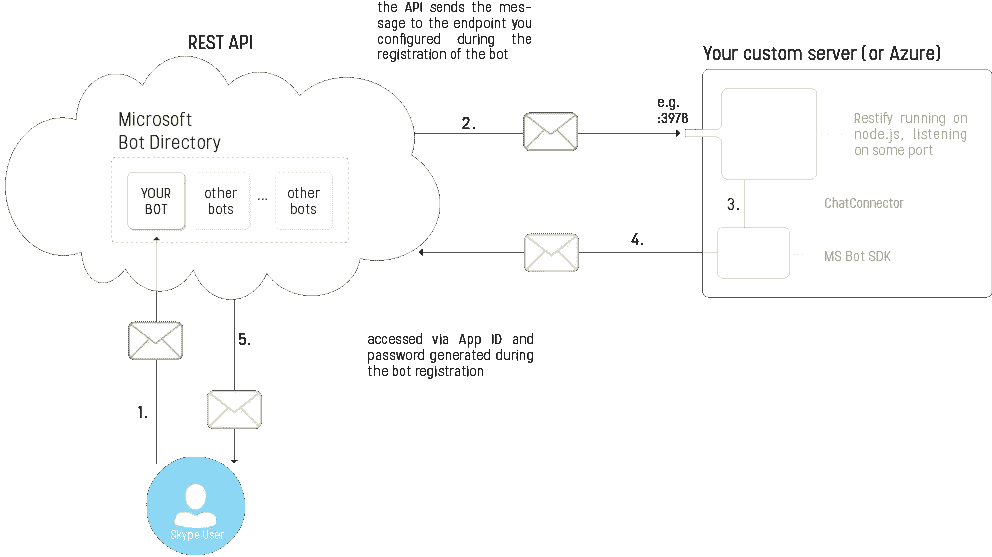 the API sends the mes-
sage to the endpoint you
configured during the
registration of the bot
REST API
Your custom server (or Azure)
Microsoft
Bot Directory
YOUR
BOT
other
bots
...
other
bots
2.
e.g.
:3978
Restify running on
node.js, listening
on some port
3.
ChatConnector
4.
MS Bot SDK
5.
accessed via App ID and
password generated during
the bot registration
1.
Skype User